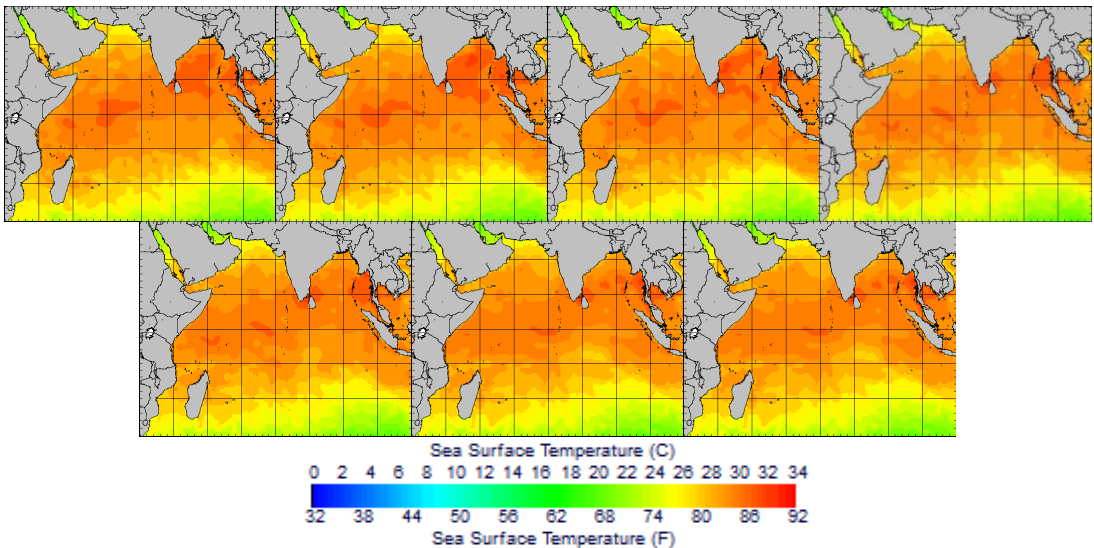 Sea Surface Temperature (C)
0 2 4 6 8 10 12 14 16 18 20 22 24 26 28 30 32 34
32 38 44 50 56 62 68 74 80 86 92
Sea Surface Temperature (F)